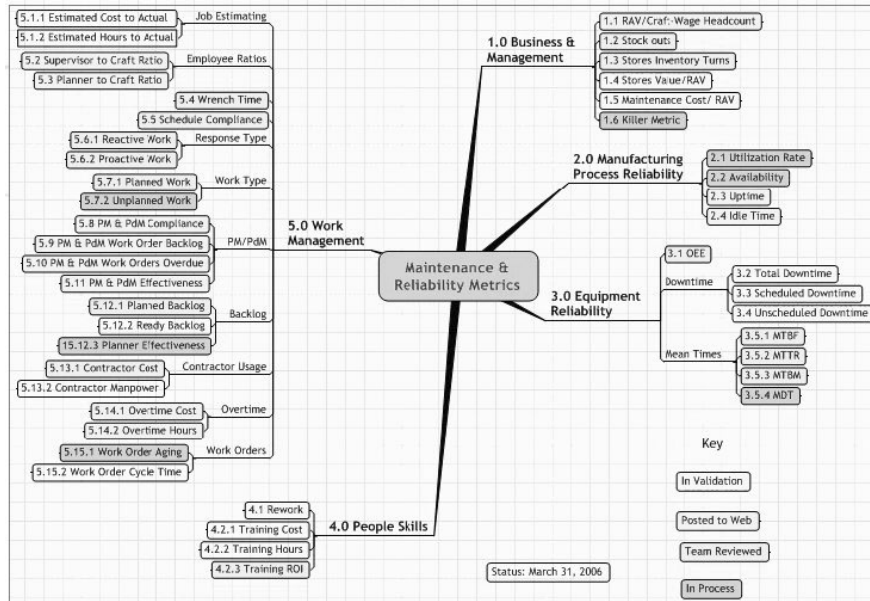 5.1.1 Estimated Cost to Actual
5.1.2 Estimated Hours to Actual
Job Estimating
5.2 Supervisor to Craft Ratio
5.3 Planner to Craft Ratio
Employee Ratios
5.4 Wrench Time
5.5 Schedule Compliance
5.6.1 Reactive Work
5.6.2 Proactive Work
Response Type
5.7.1 Planned Work
5.7.2 Unplanned Work
Work Type
5.8 PM & PdM Compliance
5.9 PM & PdM Work Order Backlog
5.10 PM & PdM Work Orders Overdue
5.11 PM & PdM Effectiveness
PM/PdM
5.12.1 Planned Backlog
5.12.2 Ready Backlog
15.12.3 Planner Effectiveness
Backlog
5.13.1 Contractor Cost
5.13.2 Contractor Manpower
Contractor Usage
5.14.1 Overtime Cost
5.14.2 Overtime Hours
Overtime
5.15.1 Work Order Aging
5.15.2 Work Order Cycle Time
Work Orders
5.0 Work
Management
Maintenance &
Reliability Metrics
1.0 Business &
Management
1.1 RAV/Craft-Wage Headcount
1.2 Stock outs
1.3 Stores Inventory Turns
1.4 Stores Value/RAV
1.5 Maintenance Cost/ RAV
1.6 Killer Metric
2.0 Manufacturing
Process Reliability
2.1 Utilization Rate
2.2 Availability
2.3 Uptime
2.4 Idle Time
3.0 Equipment
Reliability
3.1 OEE
Downtime
3.2 Total Downtime
3.3 Scheduled Downtime
3.4 Unscheduled Downtime
Mean Times
3.5.1 MTBF
3.5.2 MTTR
3.5.3 MTBM
3.5.4 MDT
4.0 People Skills
4.1 Rework
4.2.1 Training Cost
4.2.2 Training Hours
4.2.3 Training ROI
Key
In Validation
Posted to Web
Team Reviewed
In Process
Status: March 31, 2006